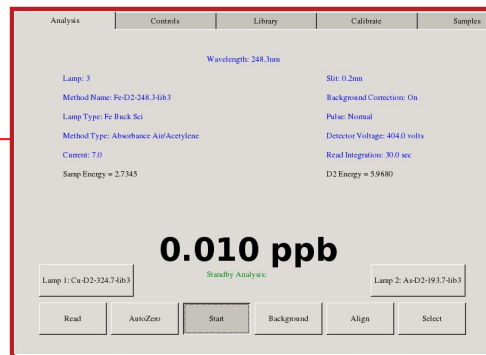 Analysis Controls Library Calibrate Samples
Wavelength: 248.3nm
Lamp: 3 Slit: 0.2nm
Method Name: Fe-D2-248.3-lib3 Background Correction: On
Lamp Type: Fe Buck Sci Pulse: Normal
Method Type: Absorbance Air/Acetylene Detector Voltage: 404.0 volts
Current: 7.0 Read Integration: 30.0 sec
Samp Energy = 2.7345 D2 Energy = 5.9680
0.010 ppb
Standby Analysis:
Lamp 1: Cu-D2-324.7-lib3 Lamp 2: As-D2-193.7-lib3
Read AutoZero Start Background Align Select